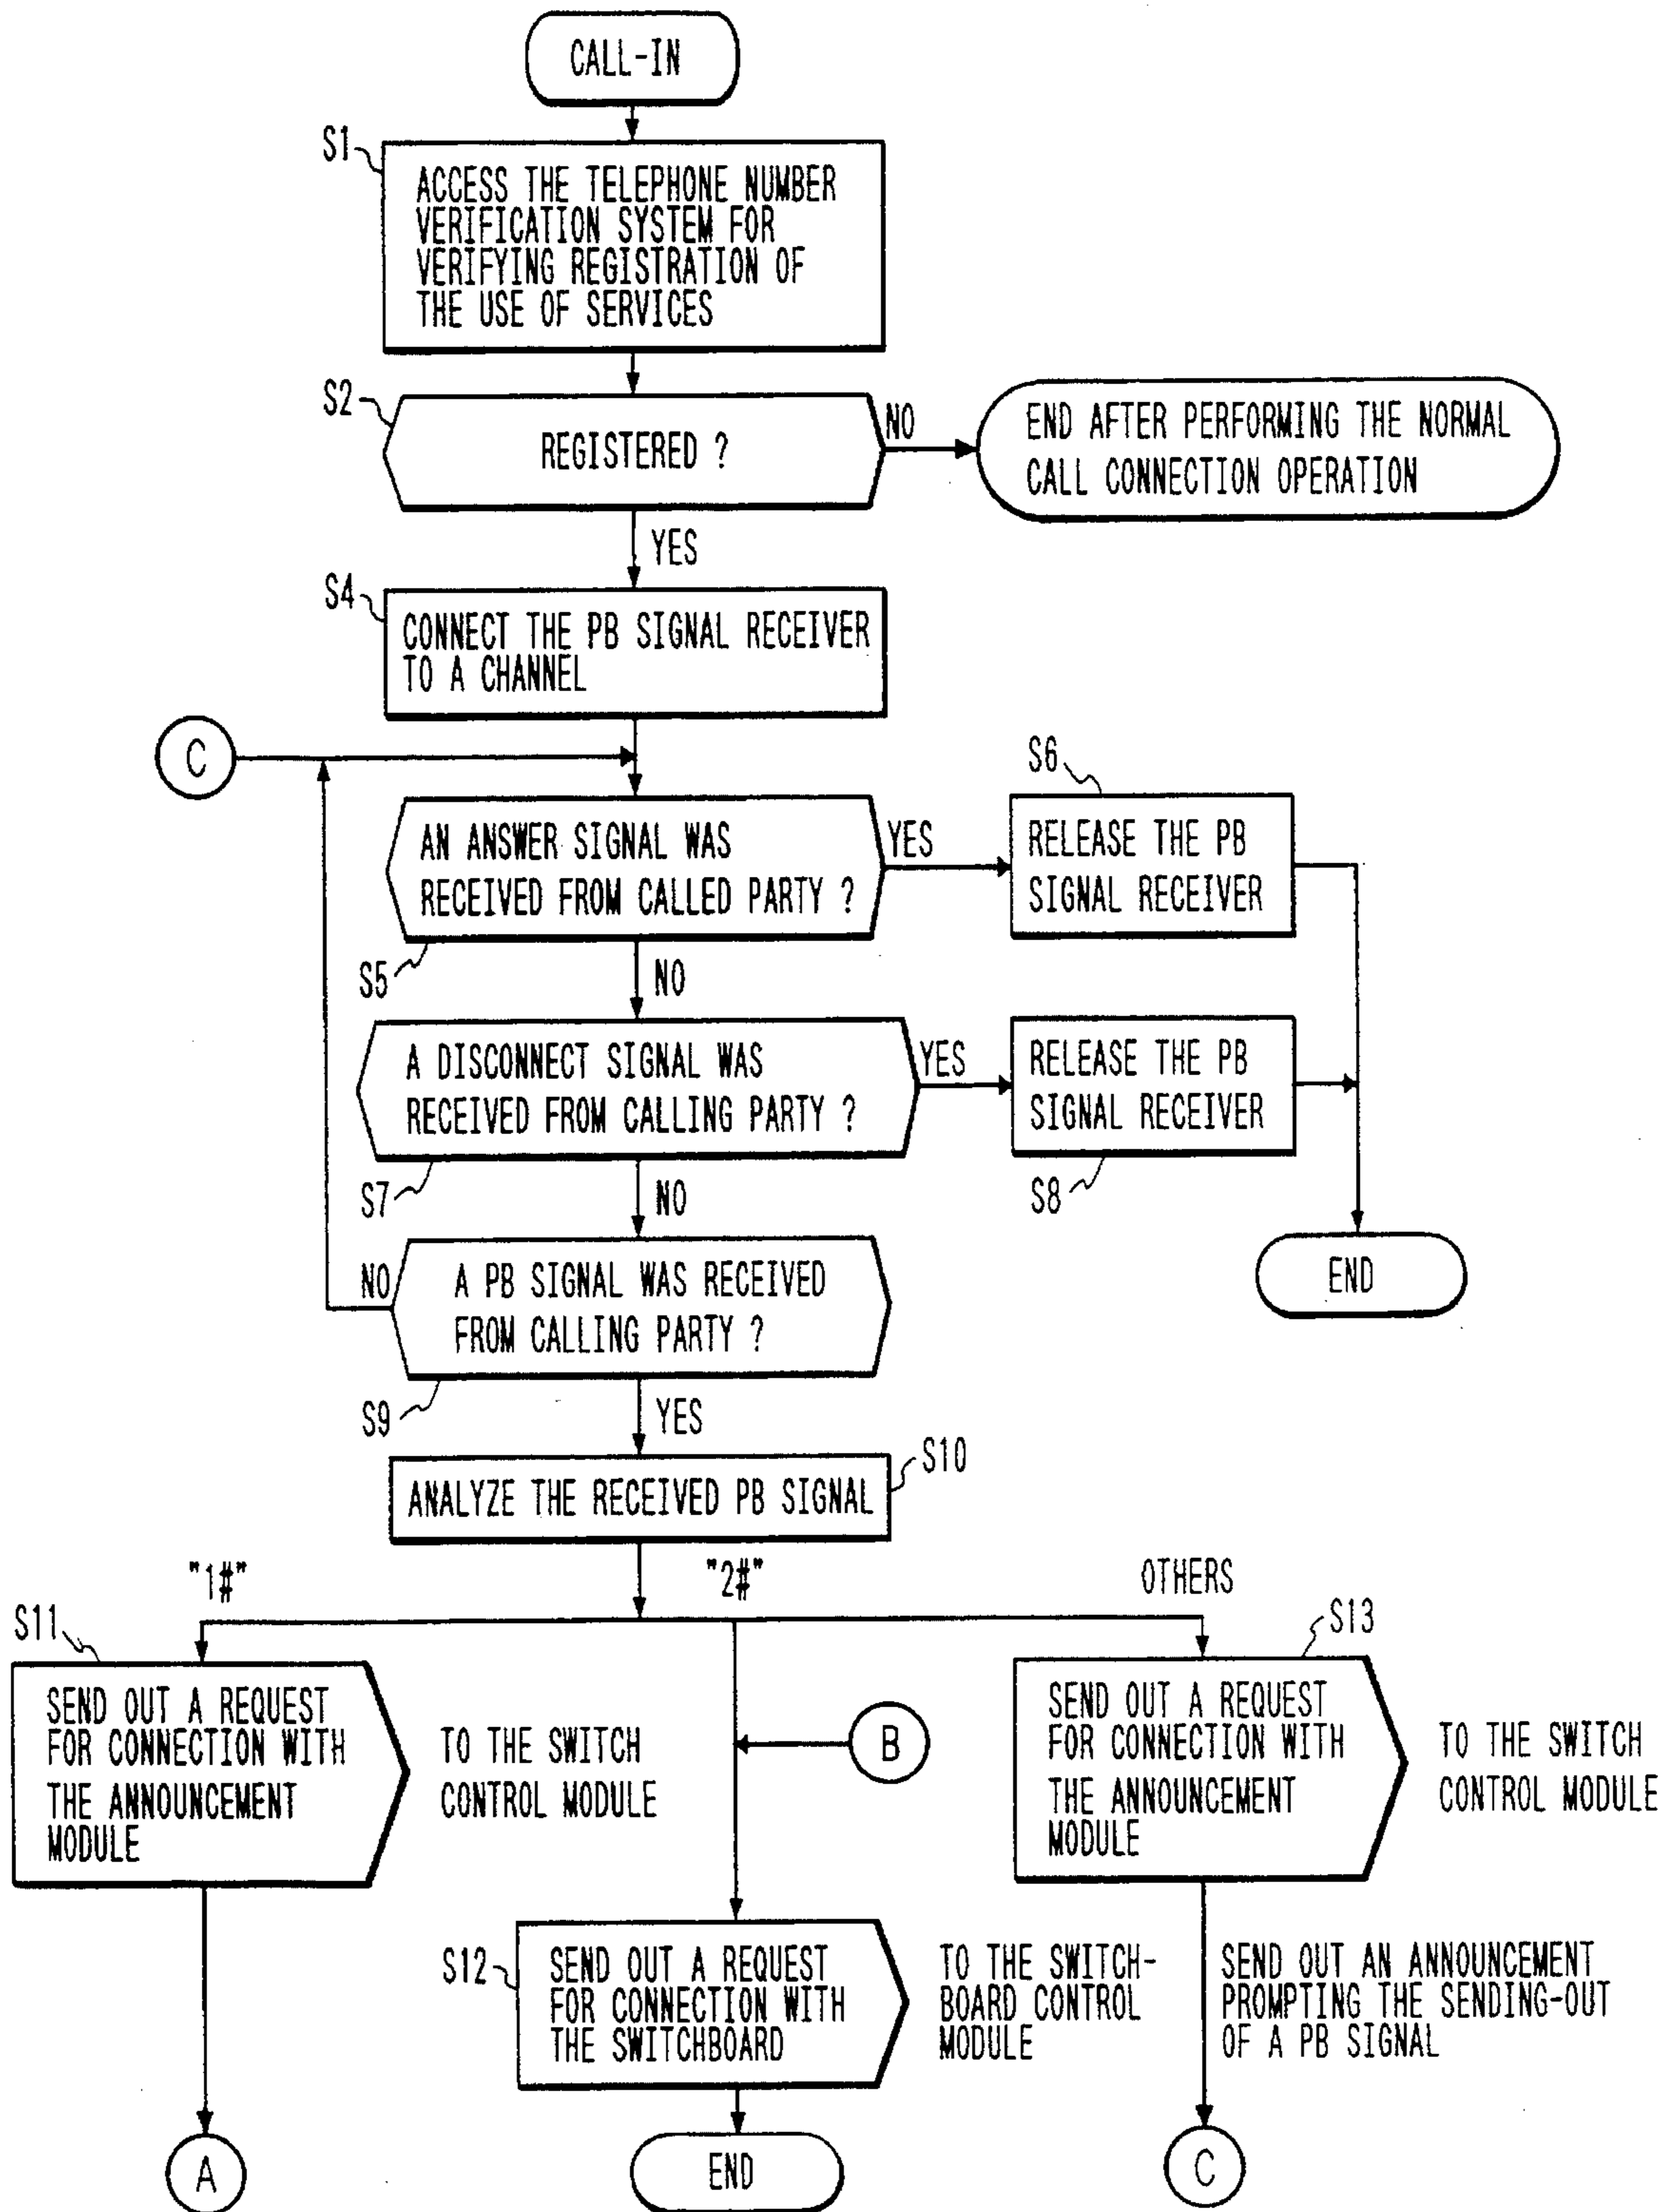 CALL-IN
S1
ACCESS THE TELEPHONE NUMBER
VERIFICATION SYSTEM FOR
VERIFYING REGISTRATION OF
THE USE OF SERVICES
S2
REGISTERED ?
NO
END AFTER PERFORMING THE NORMAL
CALL CONNECTION OPERATION
YES
S4
CONNECT THE PB SIGNAL RECEIVER
TO A CHANNEL
C
S6
AN ANSWER SIGNAL WAS
RECEIVED FROM CALLED PARTY ?
YES
RELEASE THE PB
SIGNAL RECEIVER
S5
NO
A DISCONNECT SIGNAL WAS
RECEIVED FROM CALLING PARTY ?
YES
RELEASE THE PB
SIGNAL RECEIVER
S7
NO
S8
NO
A PB SIGNAL WAS RECEIVED
FROM CALLING PARTY ?
END
S9
YES
S10
ANALYZE THE RECEIVED PB SIGNAL
"1#"
"2#"
OTHERS
S11
S13
SEND OUT A REQUEST
FOR CONNECTION WITH
THE ANNOUNCEMENT
MODULE
TO THE SWITCH
CONTROL MODULE
B
SEND OUT A REQUEST
FOR CONNECTION WITH
THE ANNOUNCEMENT
MODULE
TO THE SWITCH
CONTROL MODULE
S12
SEND OUT A REQUEST
FOR CONNECTION WITH
THE SWITCHBOARD
TO THE SWITCH-
BOARD CONTROL
MODULE
SEND OUT AN ANNOUNCEMENT
PROMPTING THE SENDING-OUT
OF A PB SIGNAL
A
END
C